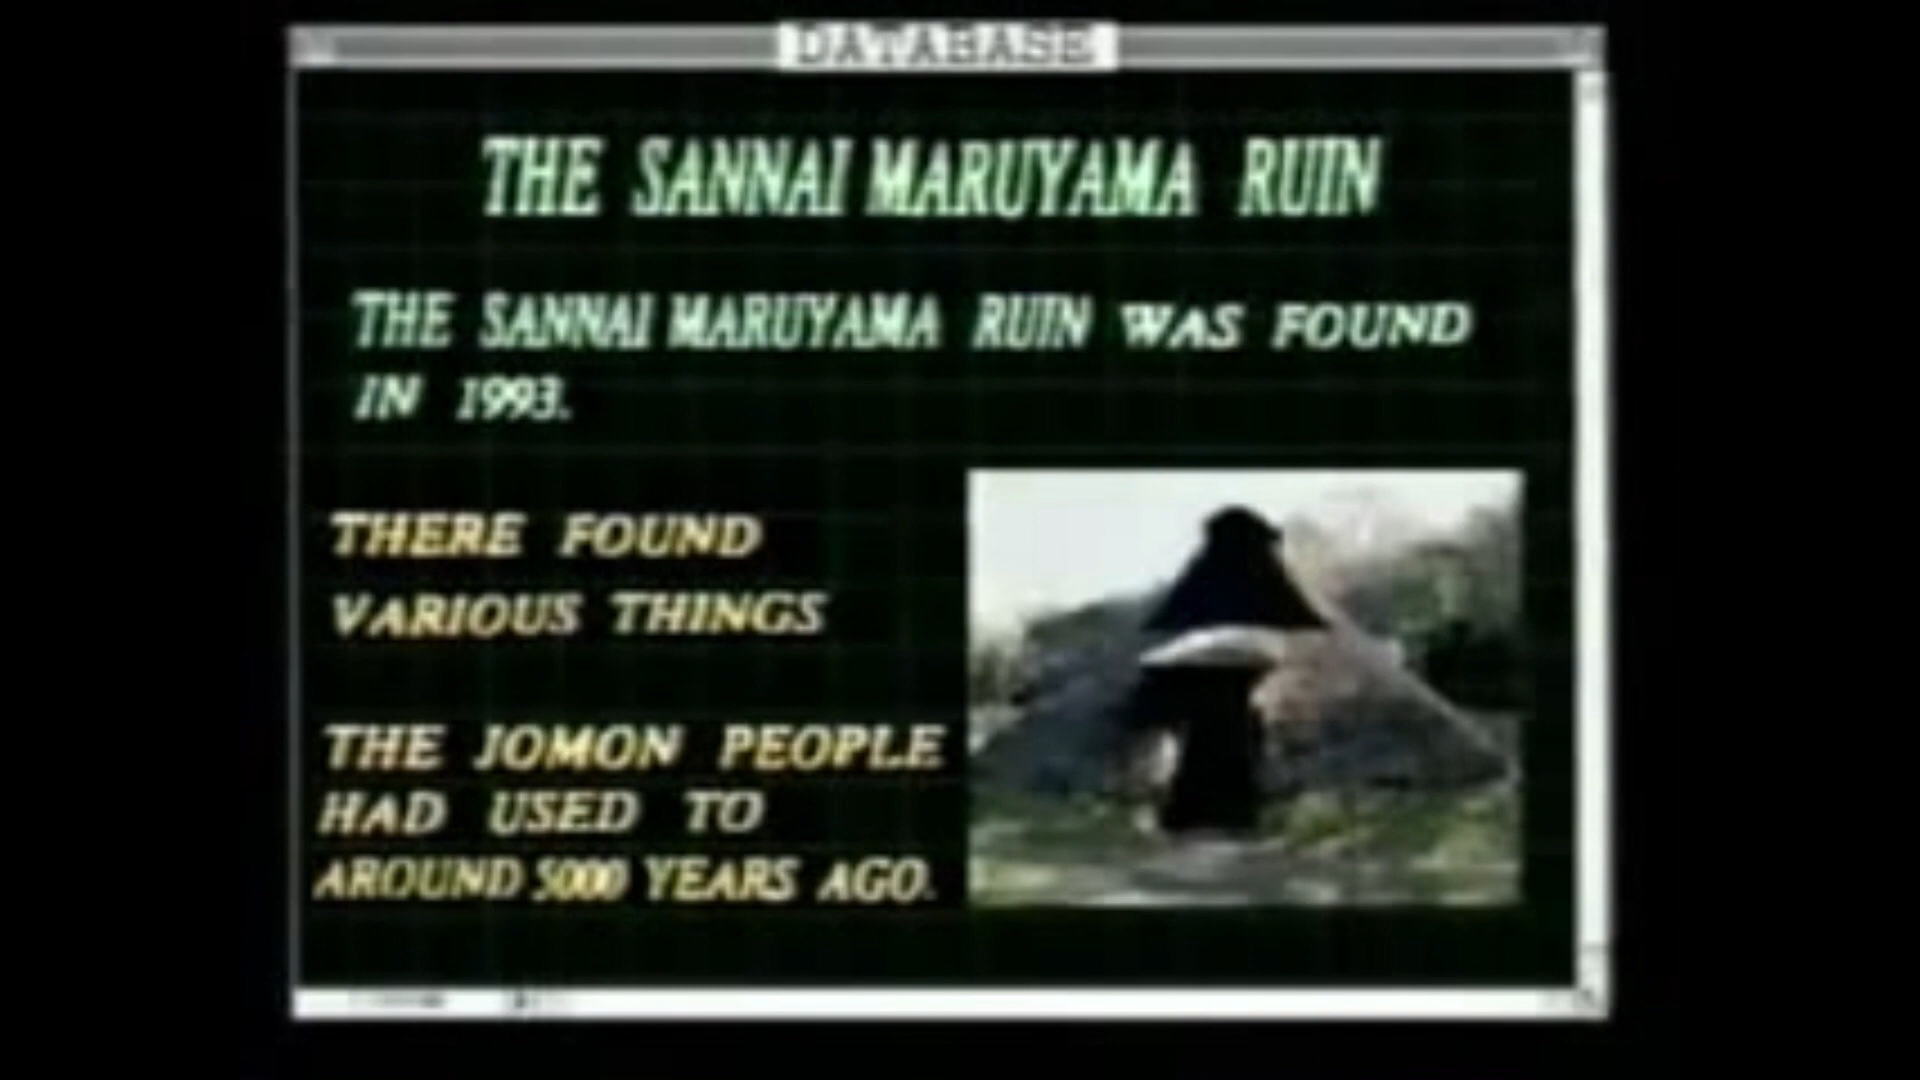 DATABASE
THE SANNAI MARUYAMA RUIN
THE SANNAI MARUYAMA RUIN WAS FOUND
IN 1993.
THERE FOUND
VARIOUS THINGS
THE JOMON PEOPLE
HAD USED TO
AROUND 5000 YEARS AGO.